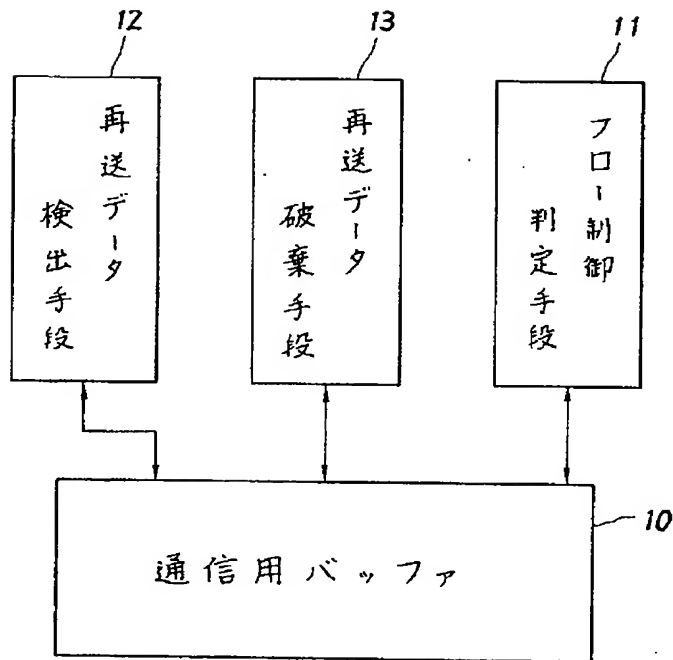 12
13
11
再送データ
検出手段
再送データ
破棄手段
フロー制御
判定手段
10
通信用バッファ